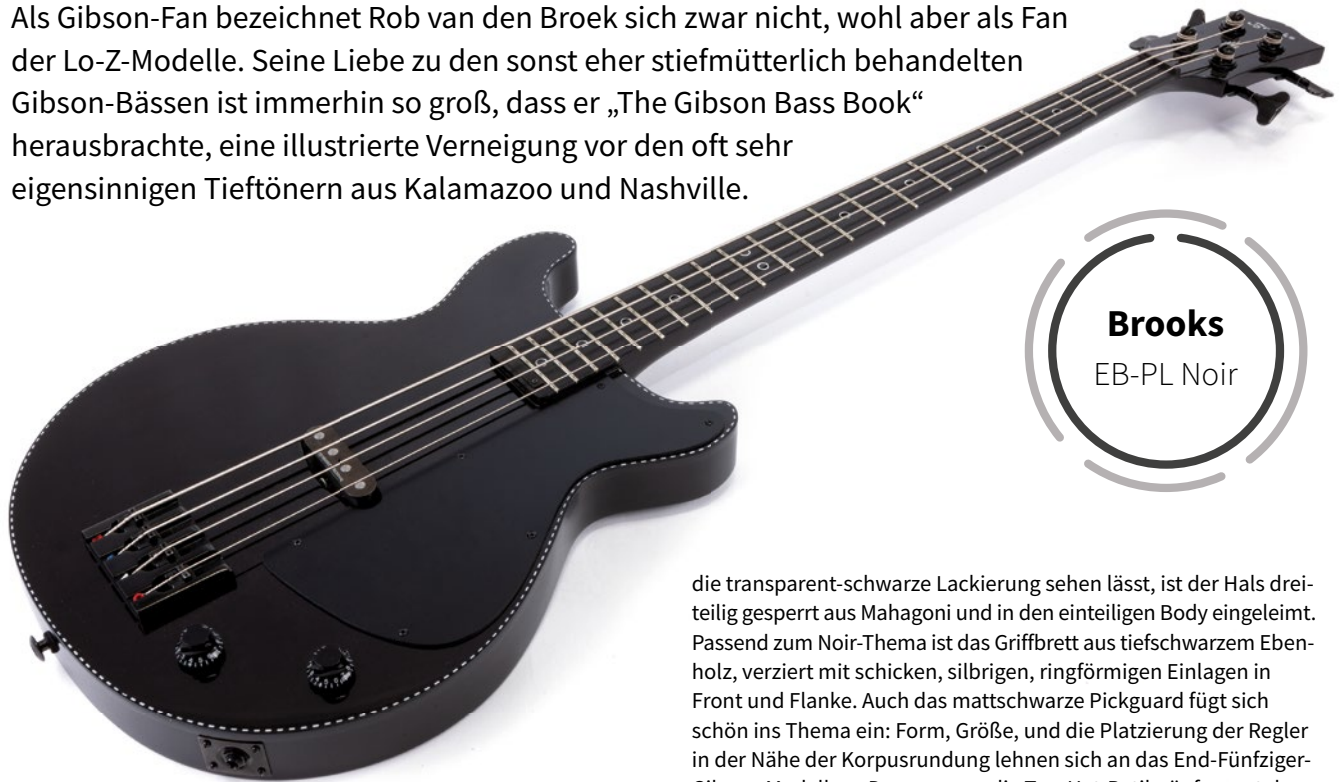 Als Gibson-Fan bezeichnet Rob van den Broek sich zwar nicht, wohl aber als Fan
der Lo-Z-Modelle. Seine Liebe zu den sonst eher stiefmütterlich behandelten
Gibson-Bässen ist immerhin so groß, dass er „The Gibson Bass Book“
herausbrachte, eine illustrierte Verneigung vor den oft sehr
eigensinnigen Tieftönern aus Kalamazoo und Nashville.
Brooks
EB-PL Noir
die transparent-schwarze Lackierung sehen lässt, ist der Hals drei-
teilig gesperrt aus Mahagoni und in den einteiligen Body eingeleimt.
Passend zum Noir-Thema ist das Griffbrett aus tiefschwarzem Eben-
holz, verziert mit schicken, silbrigen, ringförmigen Einlagen in
Front und Flanke. Auch das mattschwarze Pickguard fügt sich
schön ins Thema ein: Form, Größe, und die Platzierung der Regler
in der Nähe der Korpusrundung lehnen sich an das End-Fünfziger-